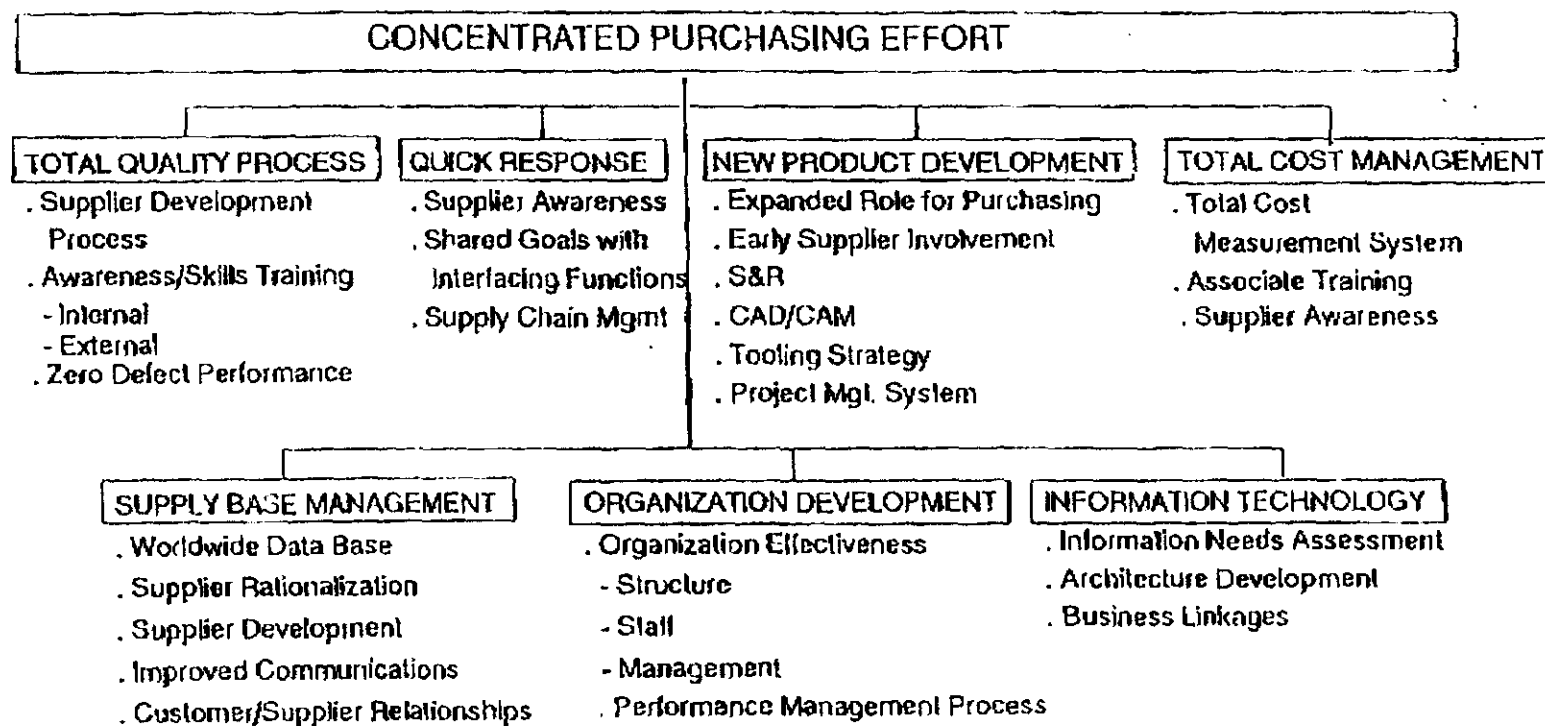 CONCENTRATED PURCHASING EFFORT
TOTAL QUALITY PROCESS
. Supplier Development
Process
. Awareness/Skills Training
- Internal
- External
. Zero Defect Performance
QUICK RESPONSE
. Supplier Awareness
. Shared Goals with
Interfacing Functions
. Supply Chain Mgmt
NEW PRODUCT DEVELOPMENT
. Expanded Role for Purchasing
. Early Supplier Involvement
. S&R
. CAD/CAM
. Tooling Strategy
. Project Mgt. System
TOTAL COST MANAGEMENT
. Total Cost
Measurement System
. Associate Training
. Supplier Awareness
SUPPLY BASE MANAGEMENT
. Worldwide Data Base
. Supplier Rationalization
. Supplier Development
. Improved Communications
. Customer/Supplier Relationships
ORGANIZATION DEVELOPMENT
. Organization Effectiveness
- Structure
- Staff
- Management
. Performance Management Process
INFORMATION TECHNOLOGY
. Information Needs Assessment
. Architecture Development
. Business Linkages